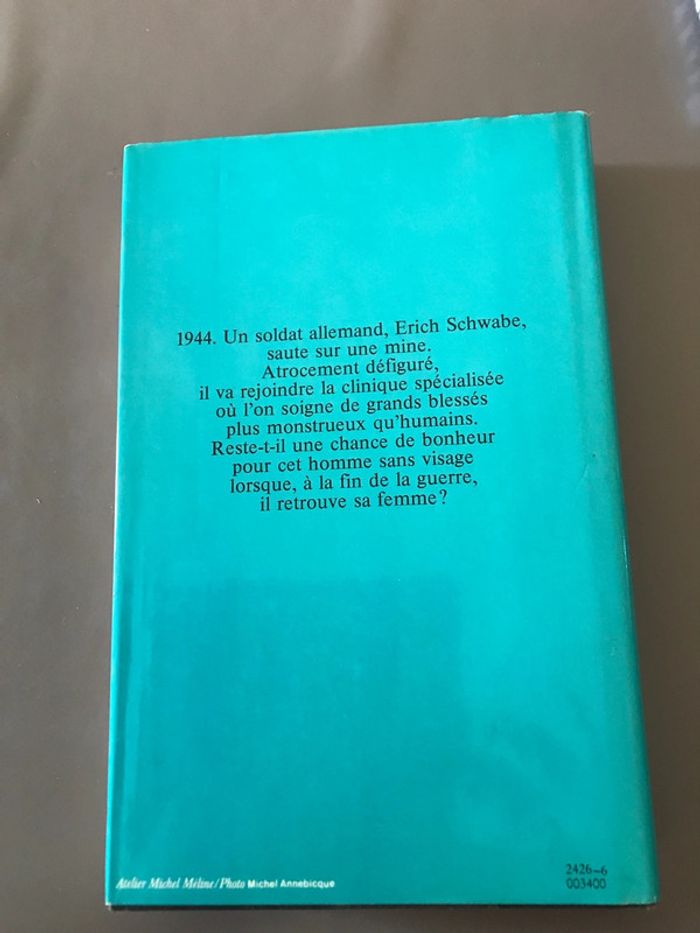 1944. Un soldat allemand, Erich Schwabe,
saute sur une mine.
Atrocement défiguré,
il va rejoindre la clinique spécialisée
où l'on soigne de grands blessés
plus monstrueux qu'humains.
Reste-t-il une chance de bonheur
pour cet homme sans visage
lorsque, à la fin de la guerre,
il retrouve sa femme ?
Atelier Michel Méline/Photo Michel Annebicque
2426-6
003400